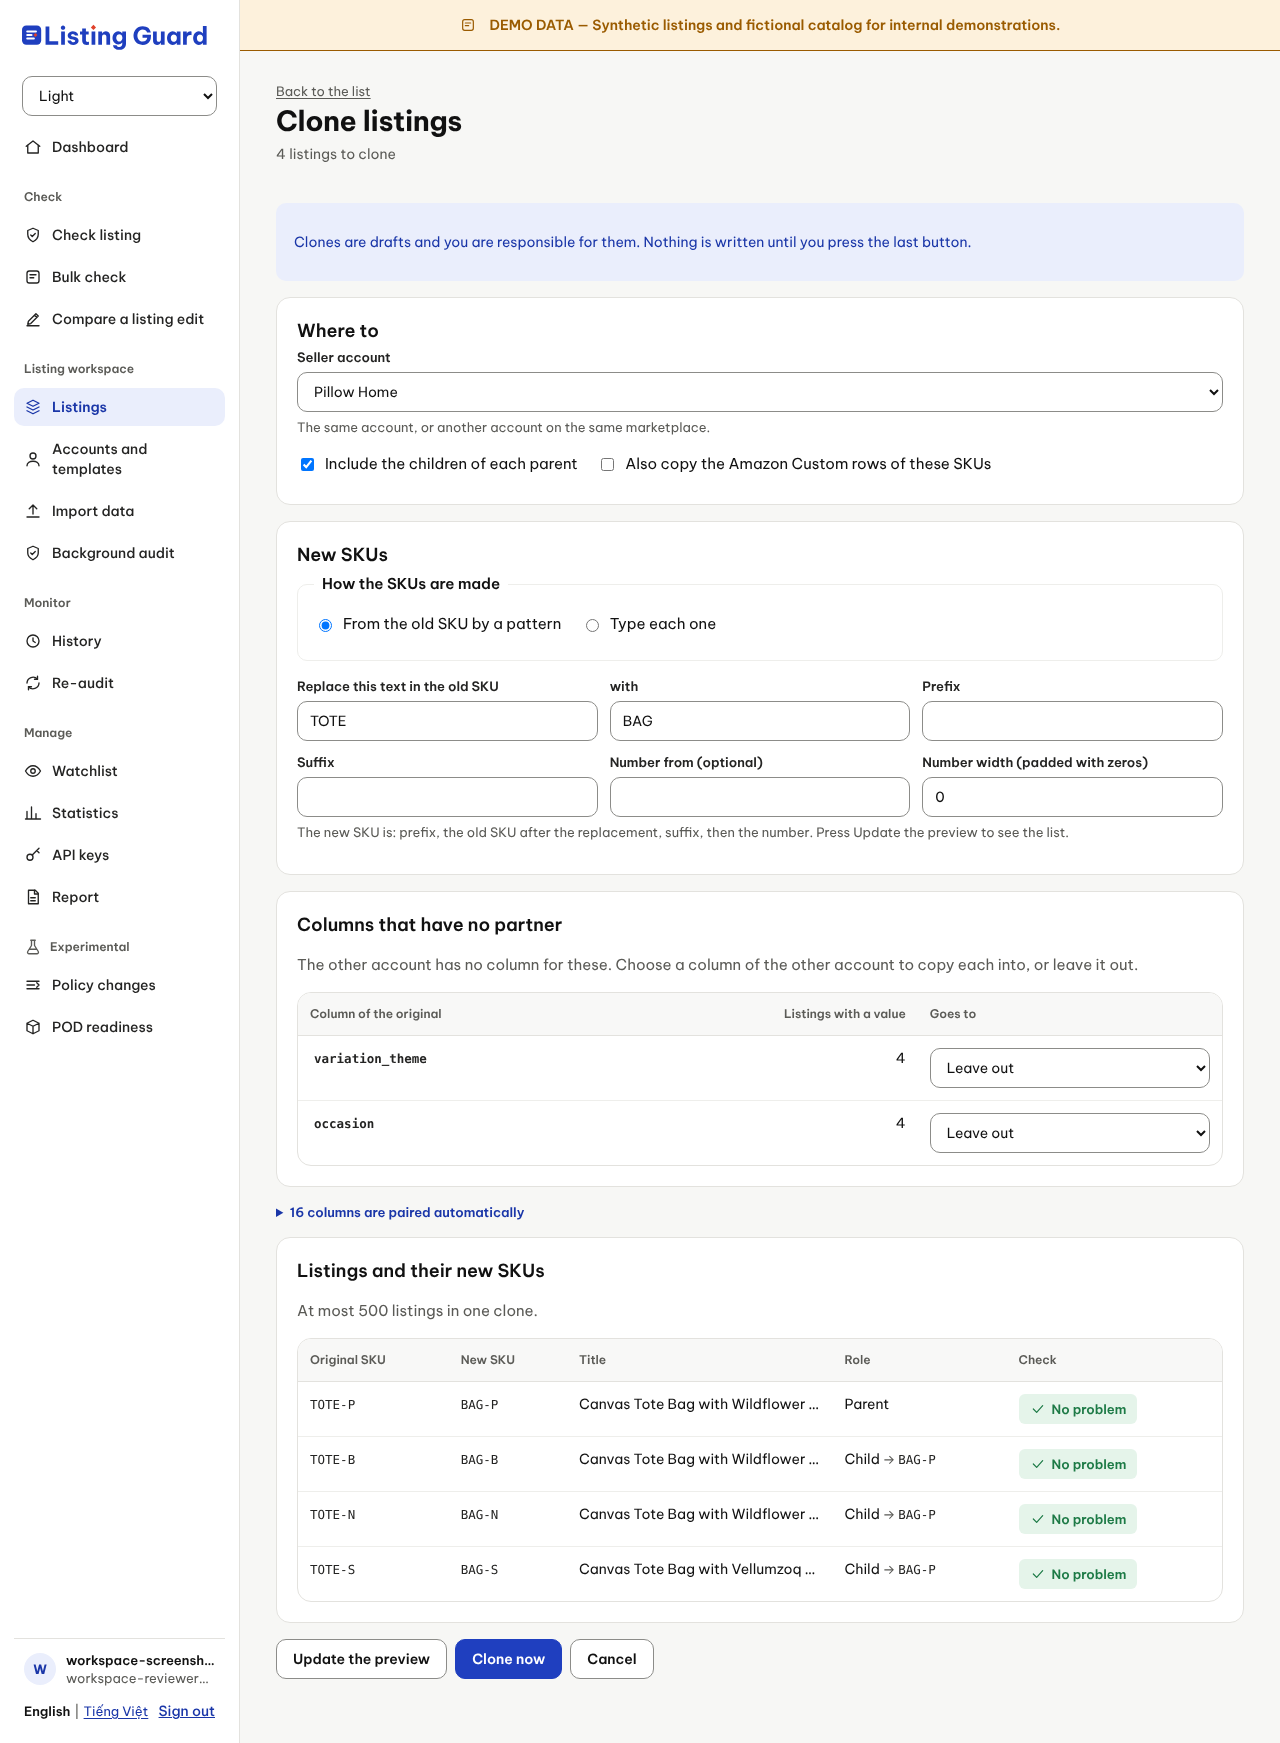 Listing Guard
Light
Dashboard
Check
Check listing
Bulk check
Compare a listing edit
Listing workspace
Listings
Accounts and
templates
Import data
Background audit
Monitor
History
Re-audit
Manage
Watchlist
Statistics
API keys
Report
Experimental
Policy changes
POD readiness
W
workspace-screensh...
workspace-reviewer...
English | Tiếng Việt Sign out
DEMO DATA — Synthetic listings and fictional catalog for internal demonstrations.
Back to the list
Clone listings
4 listings to clone
Clones are drafts and you are responsible for them. Nothing is written until you press the last button.
Where to
Seller account
Pillow Home
The same account, or another account on the same marketplace.
Include the children of each parent Also copy the Amazon Custom rows of these SKUs
New SKUs
How the SKUs are made
From the old SKU by a pattern Type each one
Replace this text in the old SKU with Prefix
TOTE BAG
Suffix Number from (optional) Number width (padded with zeros)
0
The new SKU is: prefix, the old SKU after the replacement, suffix, then the number. Press Update the preview to see the list.
Columns that have no partner
The other account has no column for these. Choose a column of the other account to copy each into, or leave it out.
Column of the original Listings with a value Goes to
variation_theme 4 Leave out
occasion 4 Leave out
16 columns are paired automatically
Listings and their new SKUs
At most 500 listings in one clone.
Original SKU New SKU Title Role Check
TOTE-P BAG-P Canvas Tote Bag with Wildflower ... Parent No problem
TOTE-B BAG-B Canvas Tote Bag with Wildflower ... Child → BAG-P No problem
TOTE-N BAG-N Canvas Tote Bag with Wildflower ... Child → BAG-P No problem
TOTE-S BAG-S Canvas Tote Bag with Vellumzoq ... Child → BAG-P No problem
Update the preview Clone now Cancel